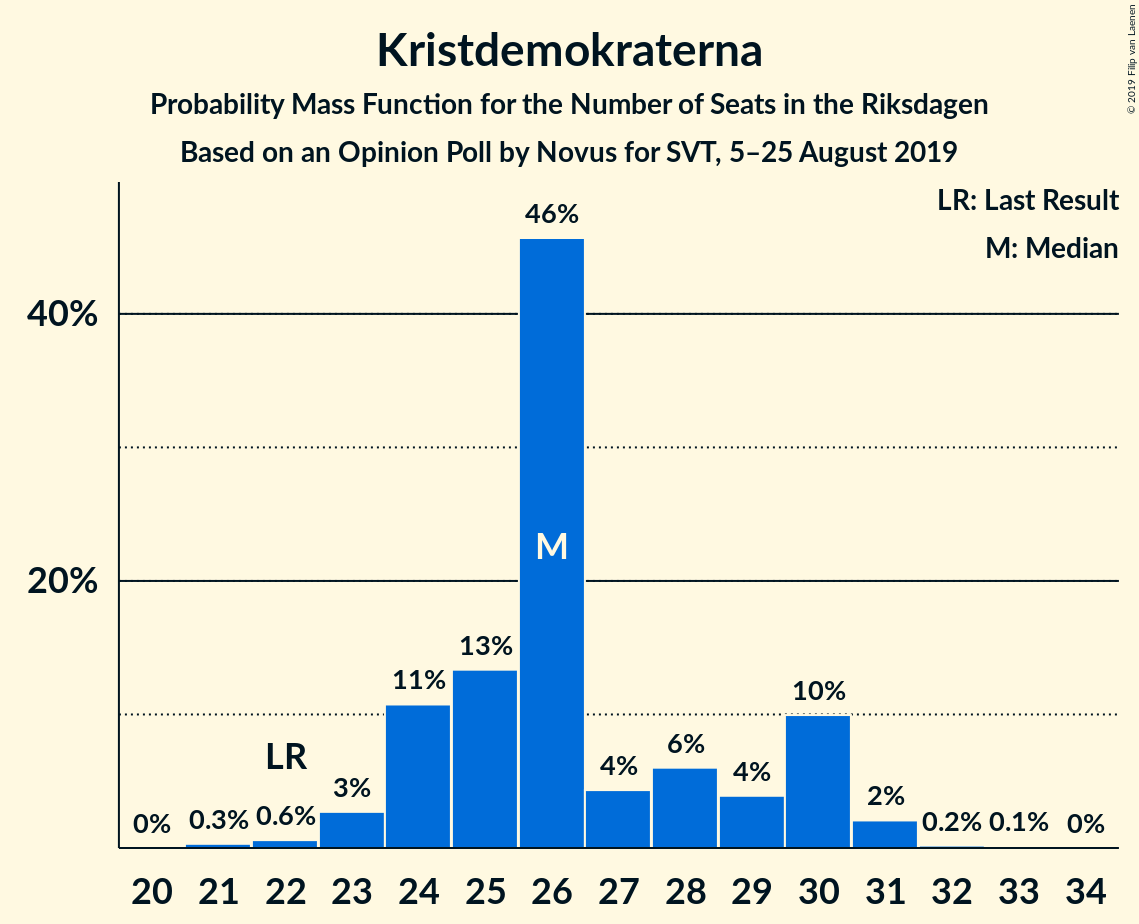 Kristdemokraterna
Probability Mass Function for the Number of Seats in the Riksdagen
Based on an Opinion Poll by Novus for SVT, 5–25 August 2019
© 2019 Filip van Laenen
LR: Last Result
M: Median
40%
20%
0%
0.3%
0.6%
LR
3%
11%
13%
46%
M
4%
6%
4%
10%
2%
0.2%
0.1%
0%
20 21 22 23 24 25 26 27 28 29 30 31 32 33 34